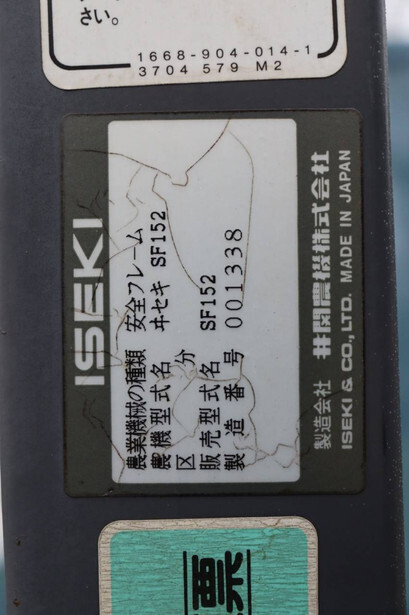 さい。
1668-904-014-1
3704 579 M2
ISEKI
農業機械の種類 安全フレーム
農機型式名 ヰセキ SF152
区分
販売型式名 SF152
製造番号 001338
製造会社 井関農機株式会社
ISEKI & CO., LTD. MADE IN JAPAN
票